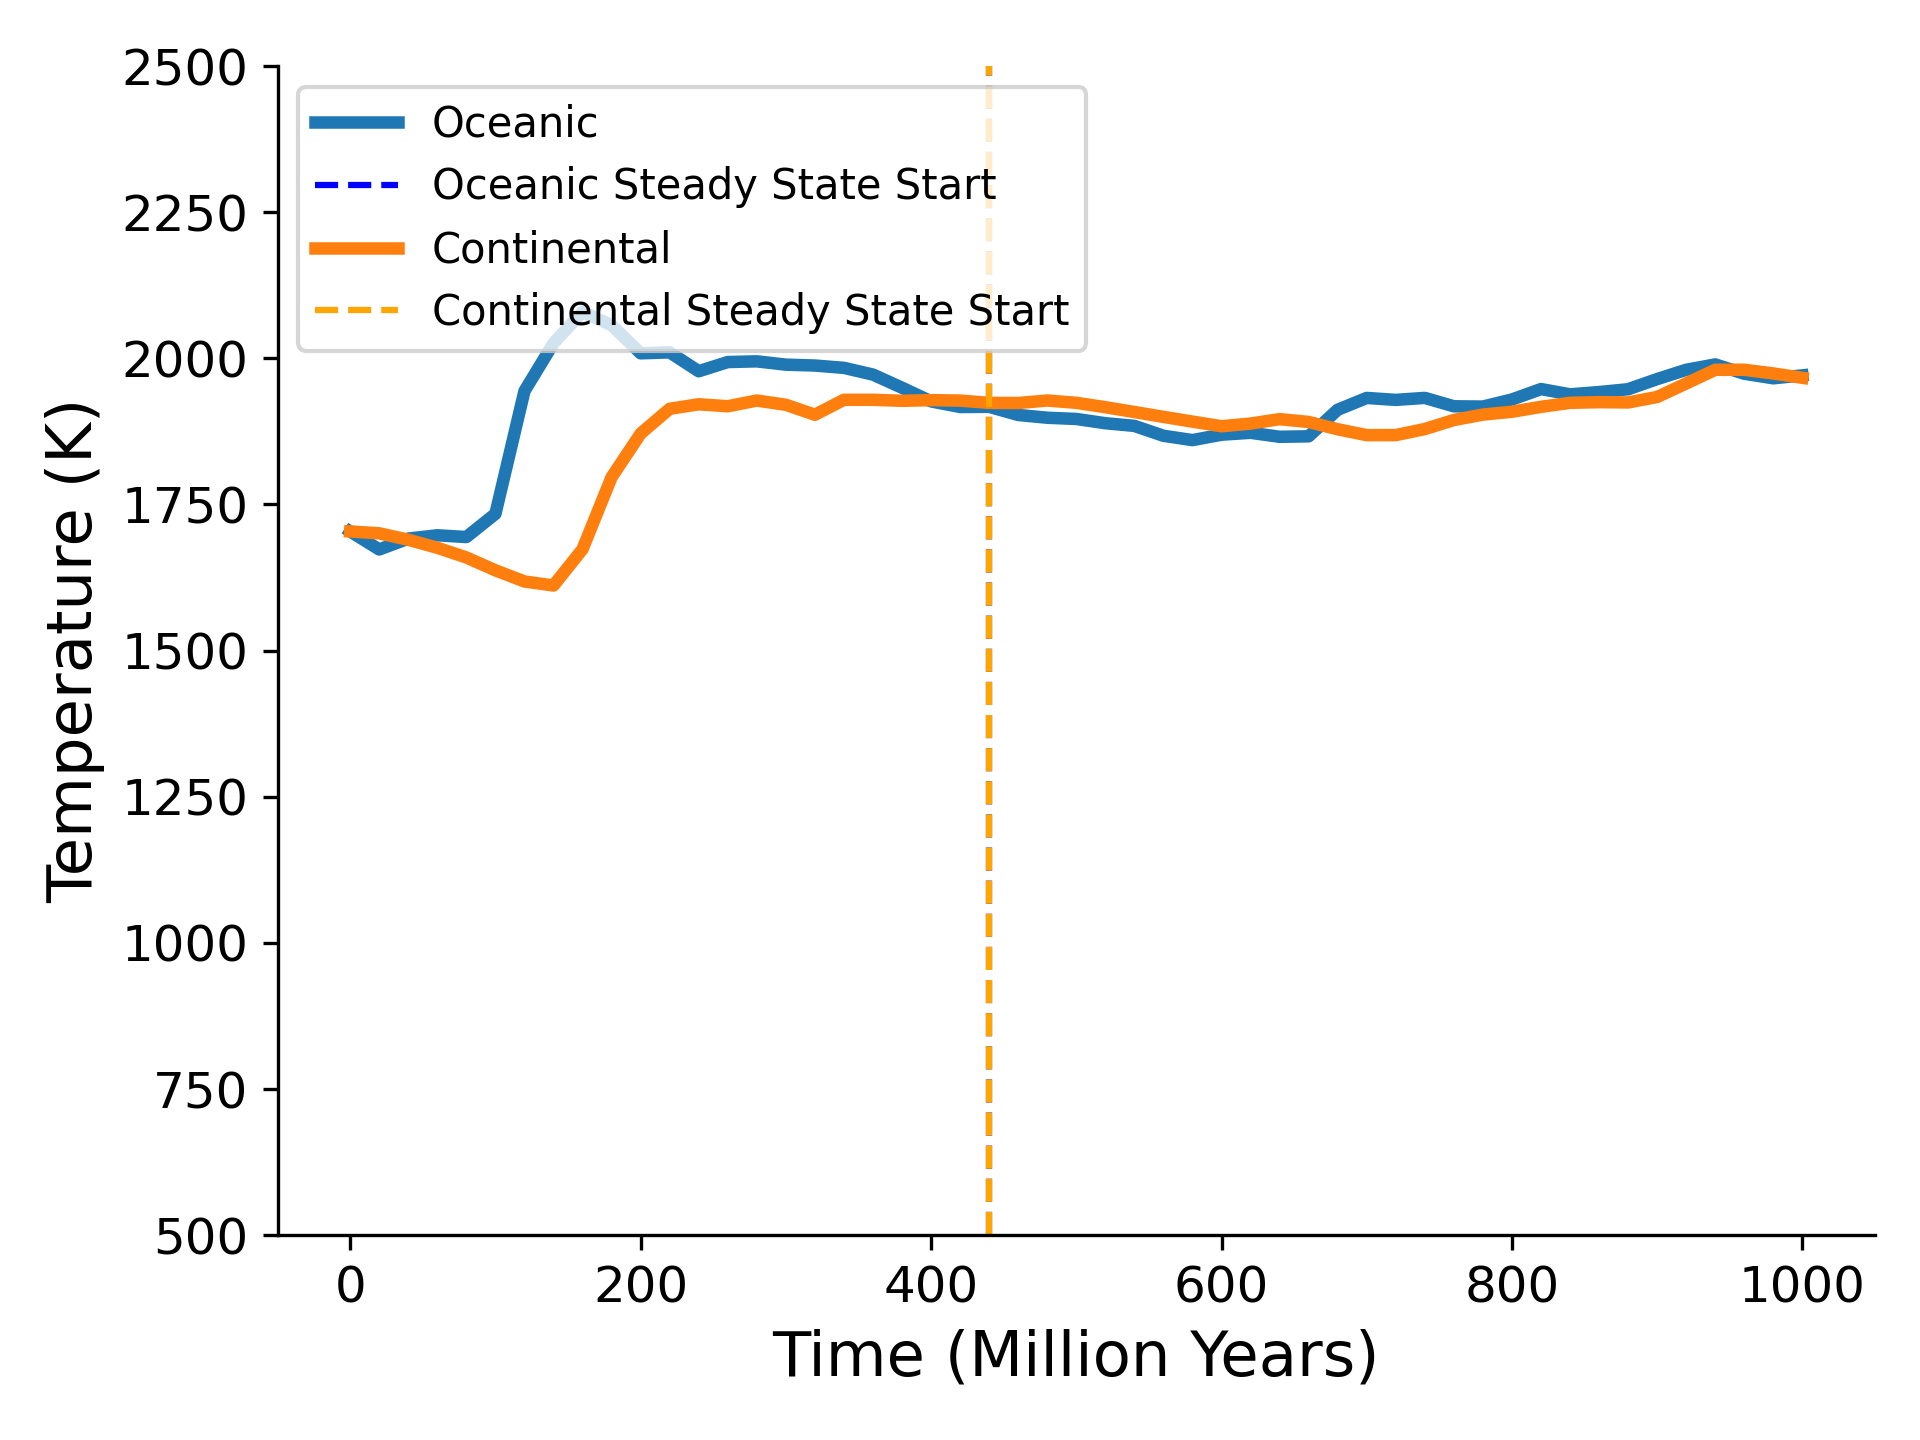 2500
2250
2000
1750
1500
1250
1000
750
500
Temperature (K)
Oceanic
Oceanic Steady State Start
Continental
Continental Steady State Start
0 200 400 600 800 1000
Time (Million Years)